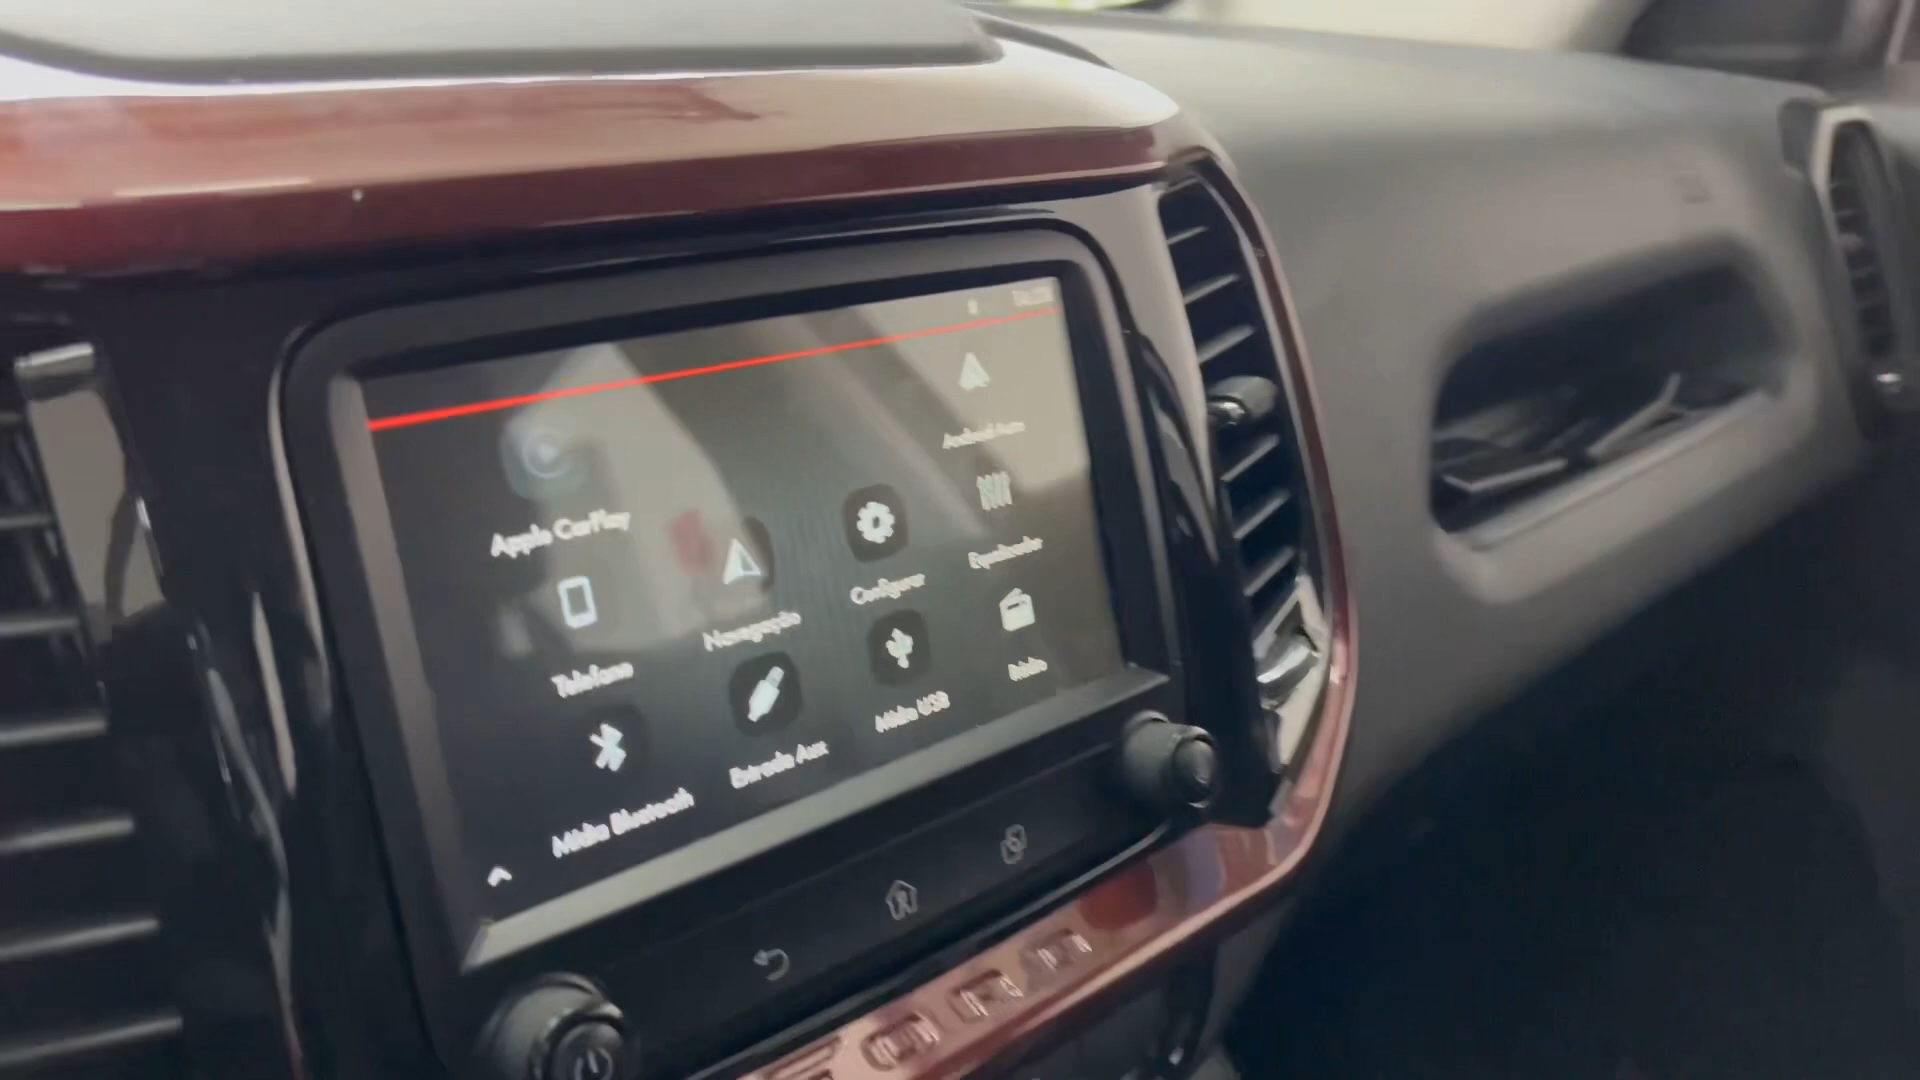 Android Auto
Apple CarPlay
Navegação
Configurar
Equalizador
Telefone
Mídia Bluetooth
Entrada Aux
Mídia USB
Rádio